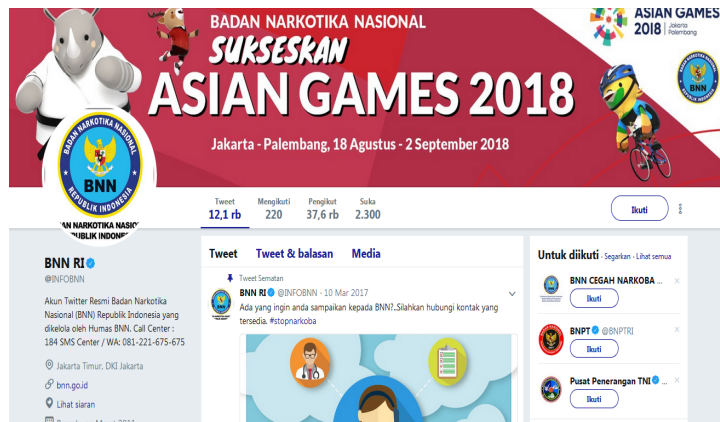 BADAN NARKOTIKA NASIONAL
SUKSESKAN
ASIAN GAMES 2018
Jakarta - Palembang, 18 Agustus - 2 September 2018
ASIAN GAMES
2018
Jakarta
Palembang
BNN
BADAN NARKOTIKA NASIONAL
BNN
REPUBLIK INDONESIA
Tweet Mengikuti Pengikut Suka
12,1 rb 220 37,6 rb 2.300
Ikuti
BNN RI
@INFOBNN
Akun Twitter Resmi Badan Narkotika
Nasional (BNN) Republik Indonesia yang
dikelola oleh Humas BNN. Call Center :
184 SMS Center / WA: 081-221-675-675
Jakarta Timur, DKI Jakarta
bnn.go.id
Lihat siaran
Tweet Tweet & balasan Media
Tweet Sematan
BNN RI @INFOBNN · 10 Mar 2017
Ada yang ingin anda sampaikan kepada BNN?..Silahkan hubungi kontak yang
tersedia. #stopnarkoba
Untuk diikuti · Segarkan · Lihat semua
BNN CEGAH NARKOBA ...
Ikuti
BNPT @BNPTRI
Ikuti
Pusat Penerangan TNI ...
Ikuti